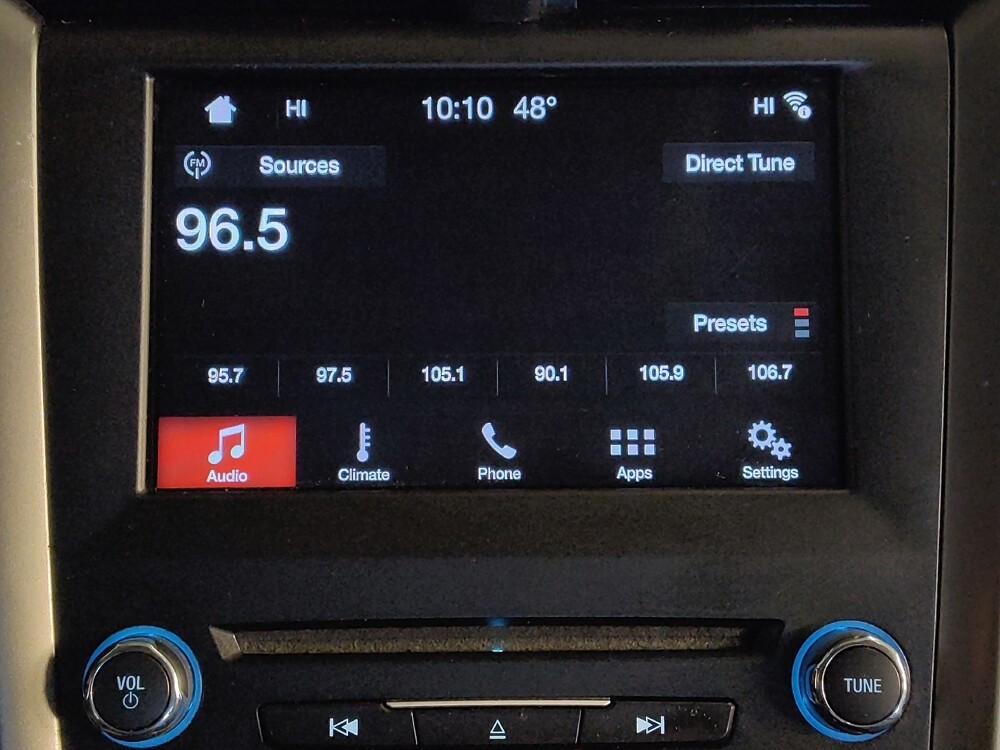 HI 10:10 48° HI
FM Sources Direct Tune
96.5
Presets
95.7 97.5 105.1 90.1 105.9 106.7
Audio Climate Phone Apps Settings
VOL TUNE